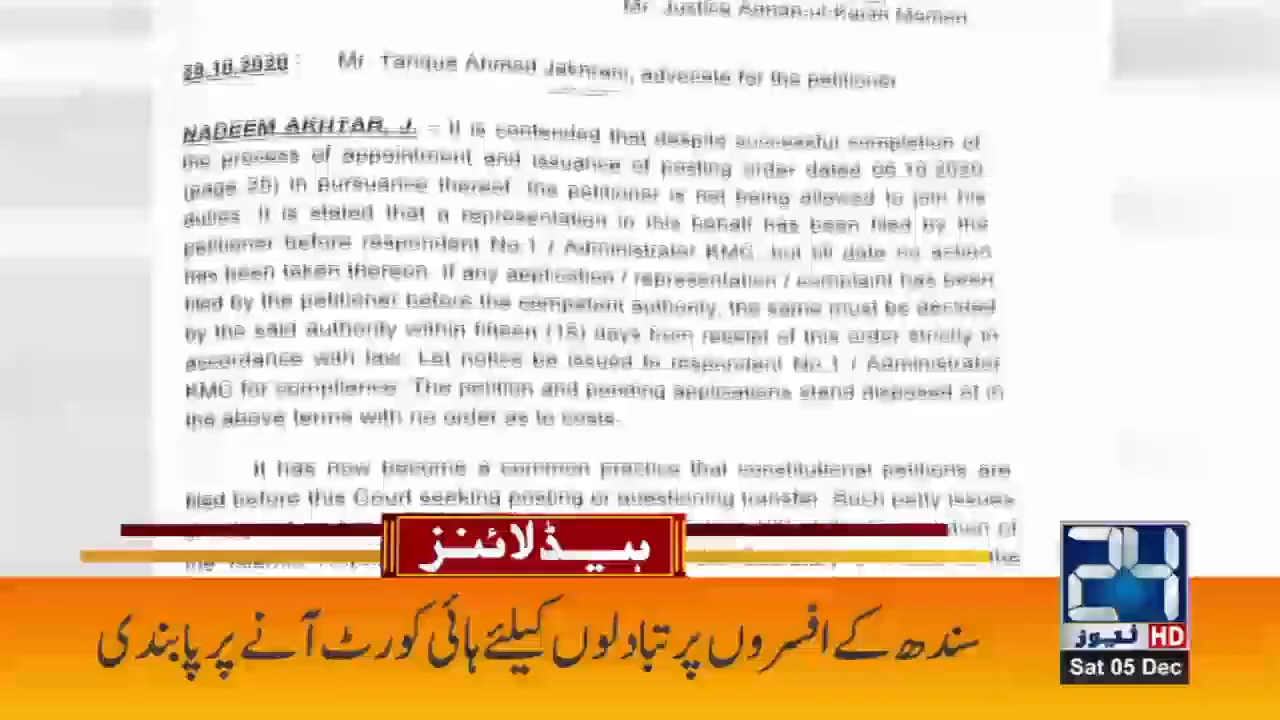 Mr. Justice Adnan-ul-Karim Memon
29.10.2020 : Mr. Tarique Ahmed Jakhrani, advocate for the petitioner
NADEEM AKHTAR, J. – It is contended that despite successful completion of
the process of appointment and issuance of posting order dated 06.10.2020
(page 25) in pursuance thereof, the petitioner is not being allowed to join his
duties. It is stated that a representation in this behalf has been filed by the
petitioner before respondent No.1 / Administrator KMC, but till date no action
has been taken thereon. If any application / representation / complaint has been
filed by the petitioner before the competent authority, the same must be decided
by the said authority within fifteen (15) days from receipt of this order strictly in
accordance with law. Let notice be issued to respondent No.1 / Administrator
KMC for compliance. The petition and pending applications stand disposed of in
the above terms with no order as to costs.
It has now become a common practice that constitutional petitions are
filed before this Court seeking posting or questioning transfer. Such petty issues
of
the
ہیڈلائنز
سندھ کے افسروں پر تبادلوں کیلئے ہائی کورٹ آنے پر پابندی
24
نیوز HD
Sat 05 Dec